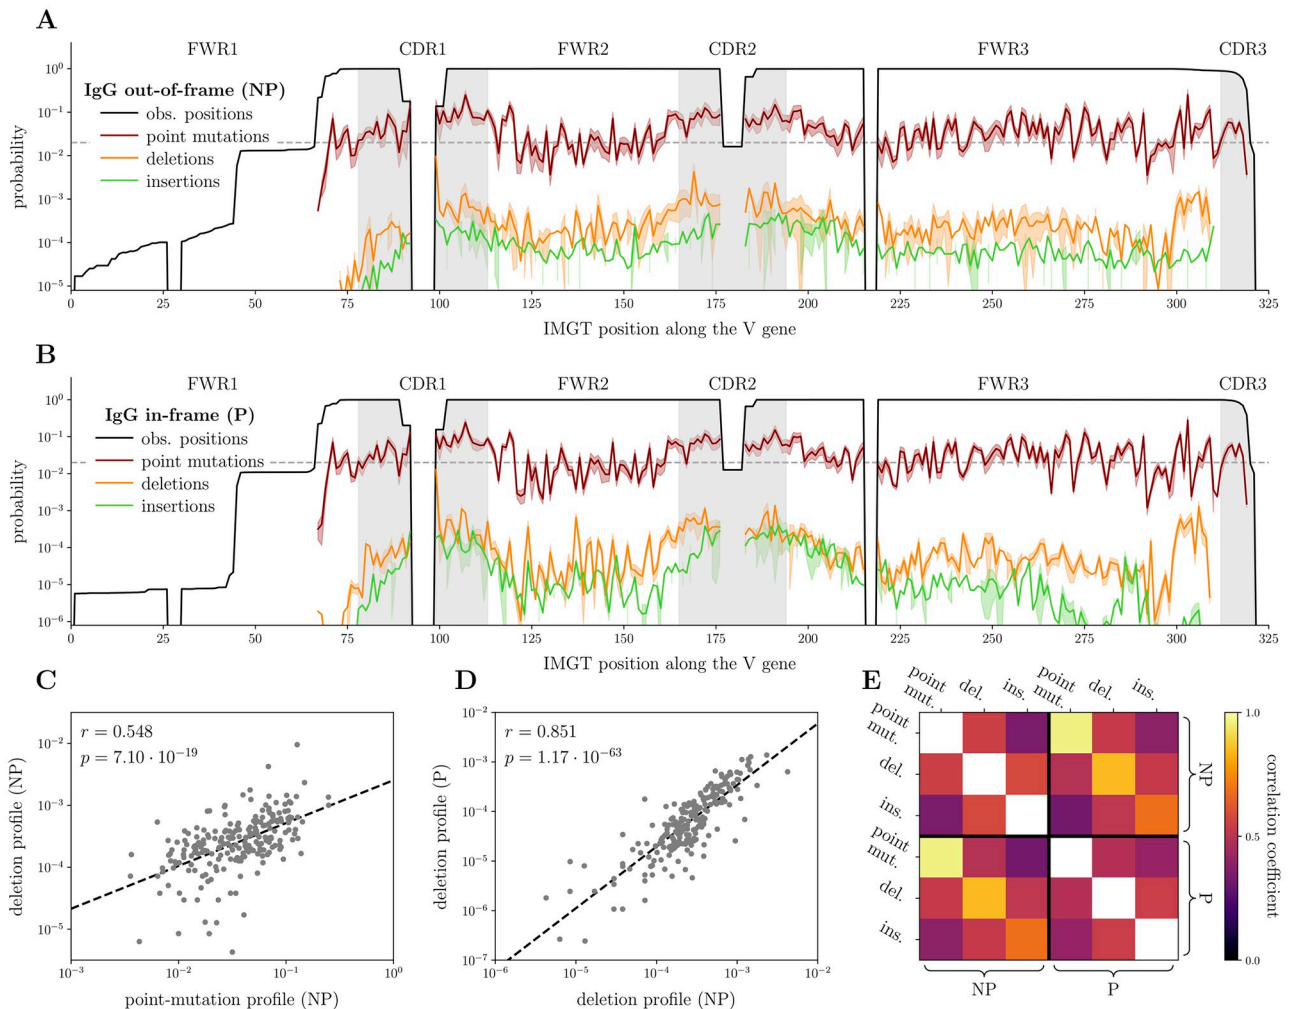 A
FWR1 CDR1 FWR2 CDR2 FWR3 CDR3
IgG out-of-frame (NP)
obs. positions
point mutations
deletions
insertions
probability
10⁰
10⁻¹
10⁻²
10⁻³
10⁻⁴
10⁻⁵
0 25 50 75 100 125 150 175 200 225 250 275 300 325
IMGT position along the V gene
B
FWR1 CDR1 FWR2 CDR2 FWR3 CDR3
IgG in-frame (P)
obs. positions
point mutations
deletions
insertions
probability
10⁰
10⁻¹
10⁻²
10⁻³
10⁻⁴
10⁻⁵
10⁻⁶
0 25 50 75 100 125 150 175 200 225 250 275 300 325
IMGT position along the V gene
C
r = 0.548
p = 7.10 · 10⁻¹⁹
deletion profile (NP)
10⁻²
10⁻³
10⁻⁴
10⁻⁵
10⁻³ 10⁻² 10⁻¹ 10⁰
point-mutation profile (NP)
D
r = 0.851
p = 1.17 · 10⁻⁶³
deletion profile (P)
10⁻²
10⁻³
10⁻⁴
10⁻⁵
10⁻⁶
10⁻⁷
10⁻⁶ 10⁻⁵ 10⁻⁴ 10⁻³ 10⁻²
deletion profile (NP)
E
point mut. del. ins. point mut. del. ins.
point mut.
del.
ins.
point mut.
del.
ins.
NP
P
NP P
1.0
0.5
0.0
correlation coefficient